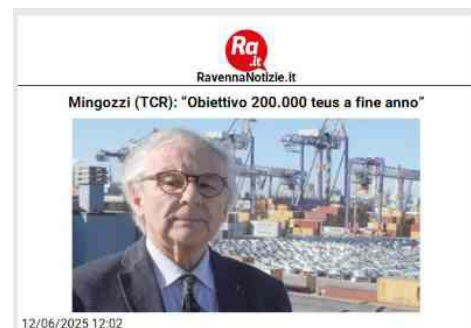 Ra
.it
RavennaNotizie.it
Mingozzi (TCR): “Obiettivo 200.000 teus a fine anno”
12/06/2025 12:02